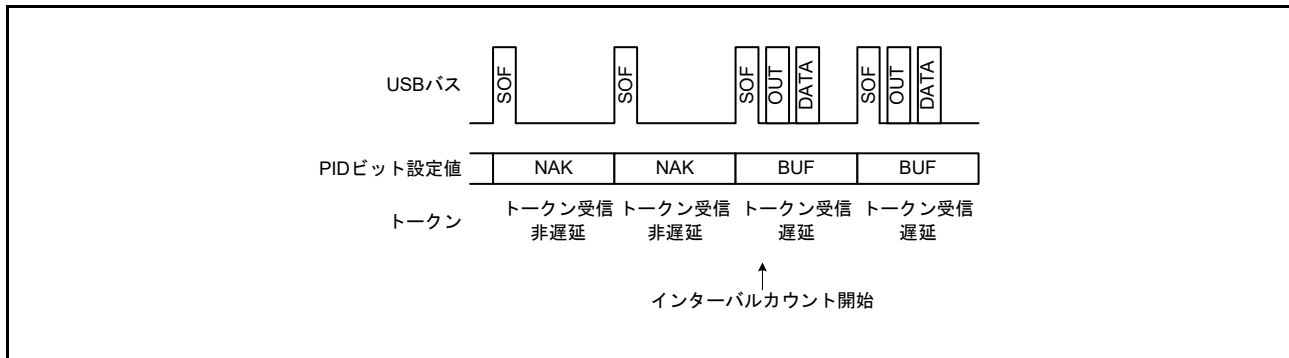 USBバス SOF SOF SOF OUT DATA SOF OUT DATA
PIDビット設定値 NAK NAK BUF BUF
トークン トークン受信 トークン受信 トークン受信 トークン受信
非遅延 非遅延 遅延 遅延
インターバルカウント開始